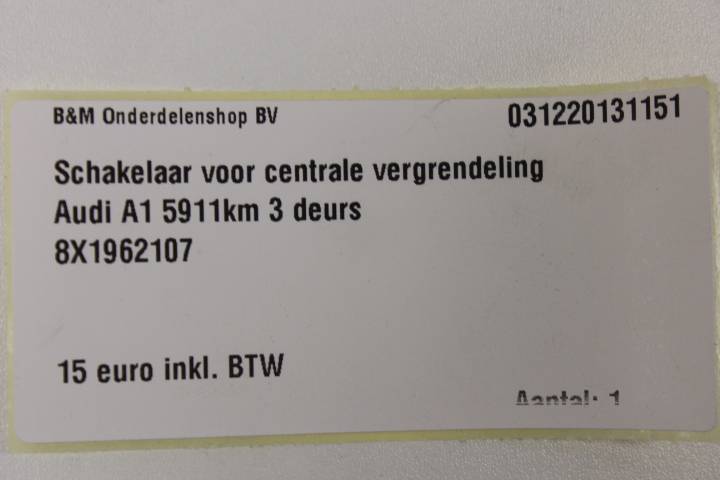 B&M Onderdelenshop BV 031220131151
Schakelaar voor centrale vergrendeling
Audi A1 5911km 3 deurs
8X1962107
15 euro inkl. BTW
Aantal: 1